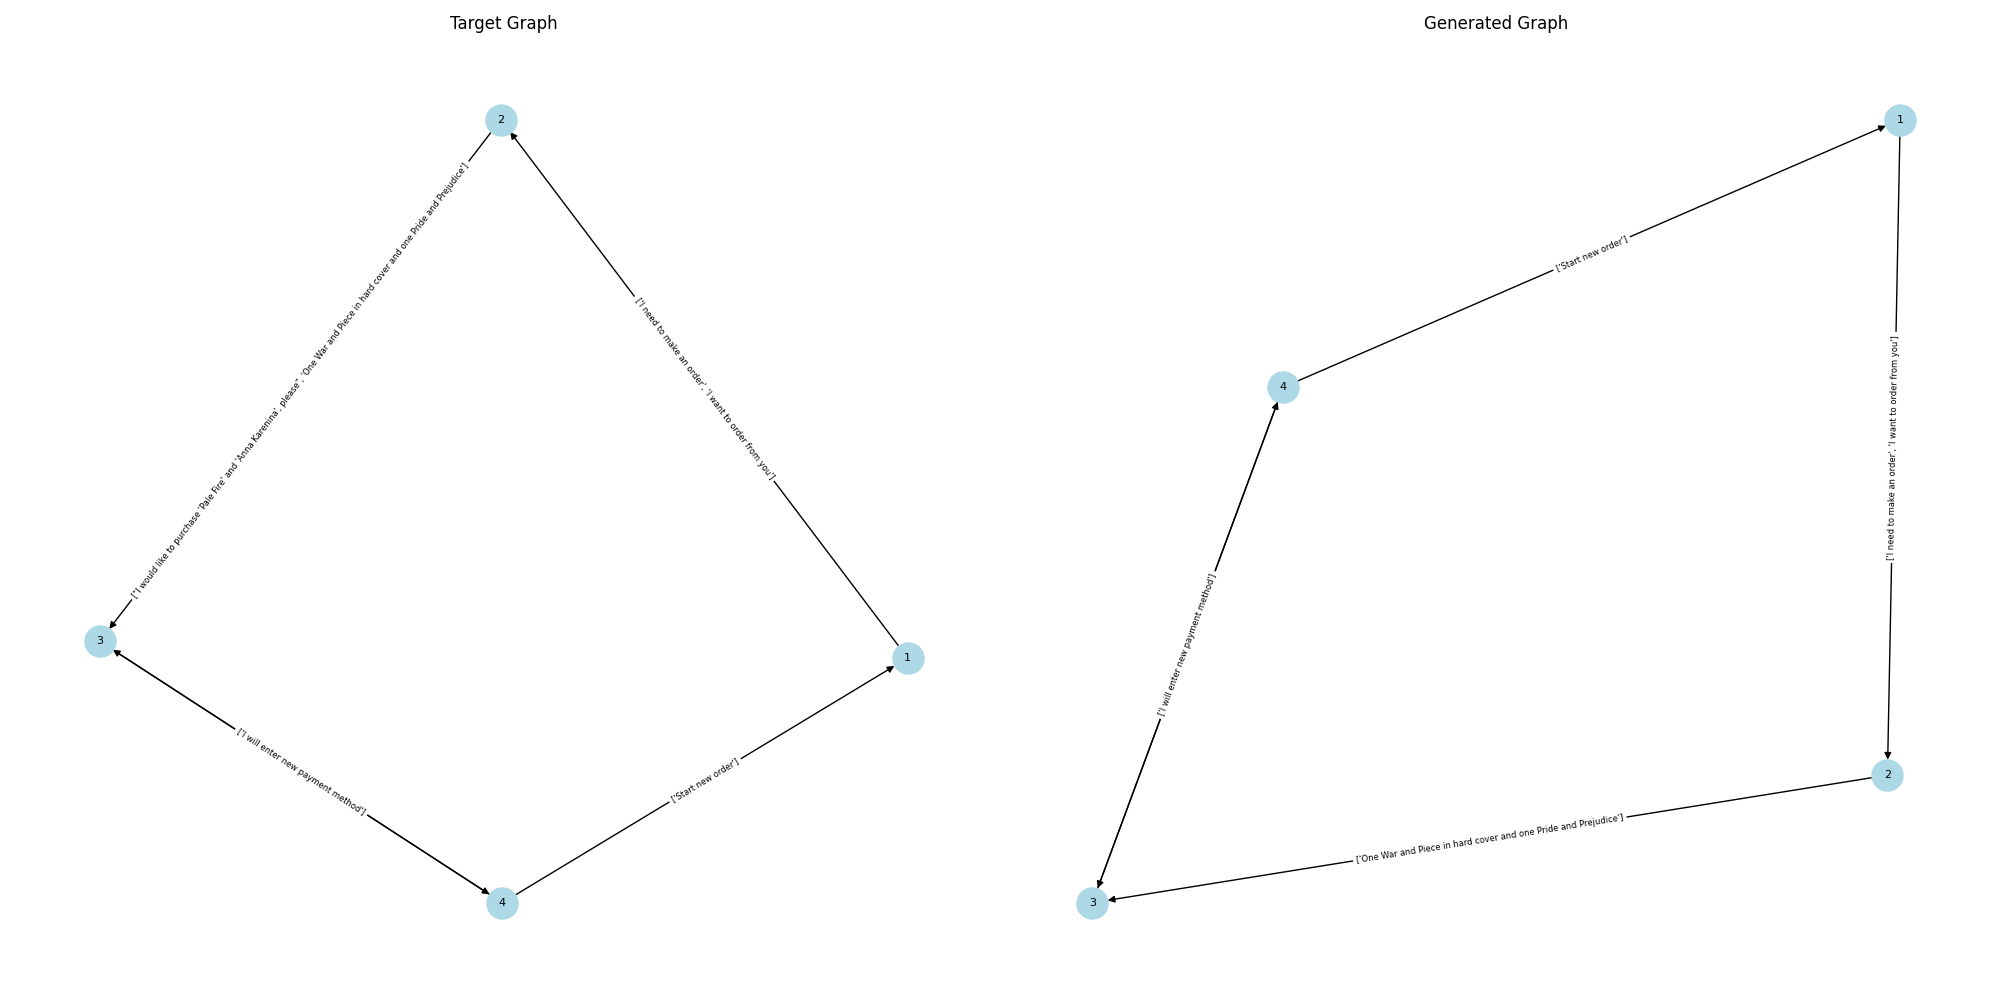 Target Graph
2
["I would like to purchase 'Pale Fire' and 'Anna Karenina', please", 'One War and Piece in hard cover and one Pride and Prejudice']
['I need to make an order', 'I want to order from you']
3
1
['I will enter new payment method']
['Start new order']
4
Generated Graph
1
['Start new order']
4
['I need to make an order', 'I want to order from you']
['I will enter new payment method']
2
['One War and Piece in hard cover and one Pride and Prejudice']
3